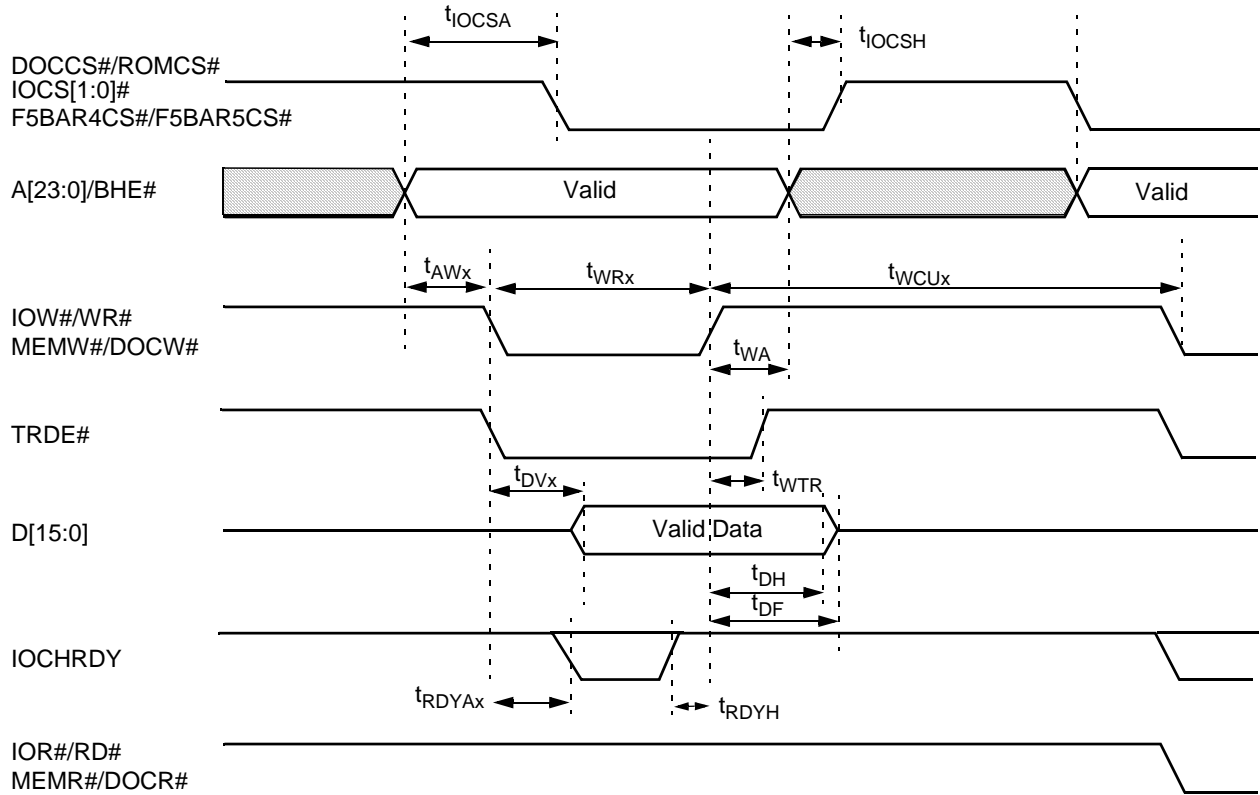 tIOCSA
tIOCSH
DOCCS#/ROMCS#
IOCS[1:0]#
F5BAR4CS#/F5BAR5CS#
A[23:0]/BHE#
Valid
Valid
tAWx
tWRx
tWCUx
IOW#/WR#
MEMW#/DOCW#
tWA
TRDE#
tDVx
tWTR
D[15:0]
Valid Data
tDH
tDF
IOCHRDY
tRDYAx
tRDYH
IOR#/RD#
MEMR#/DOCR#